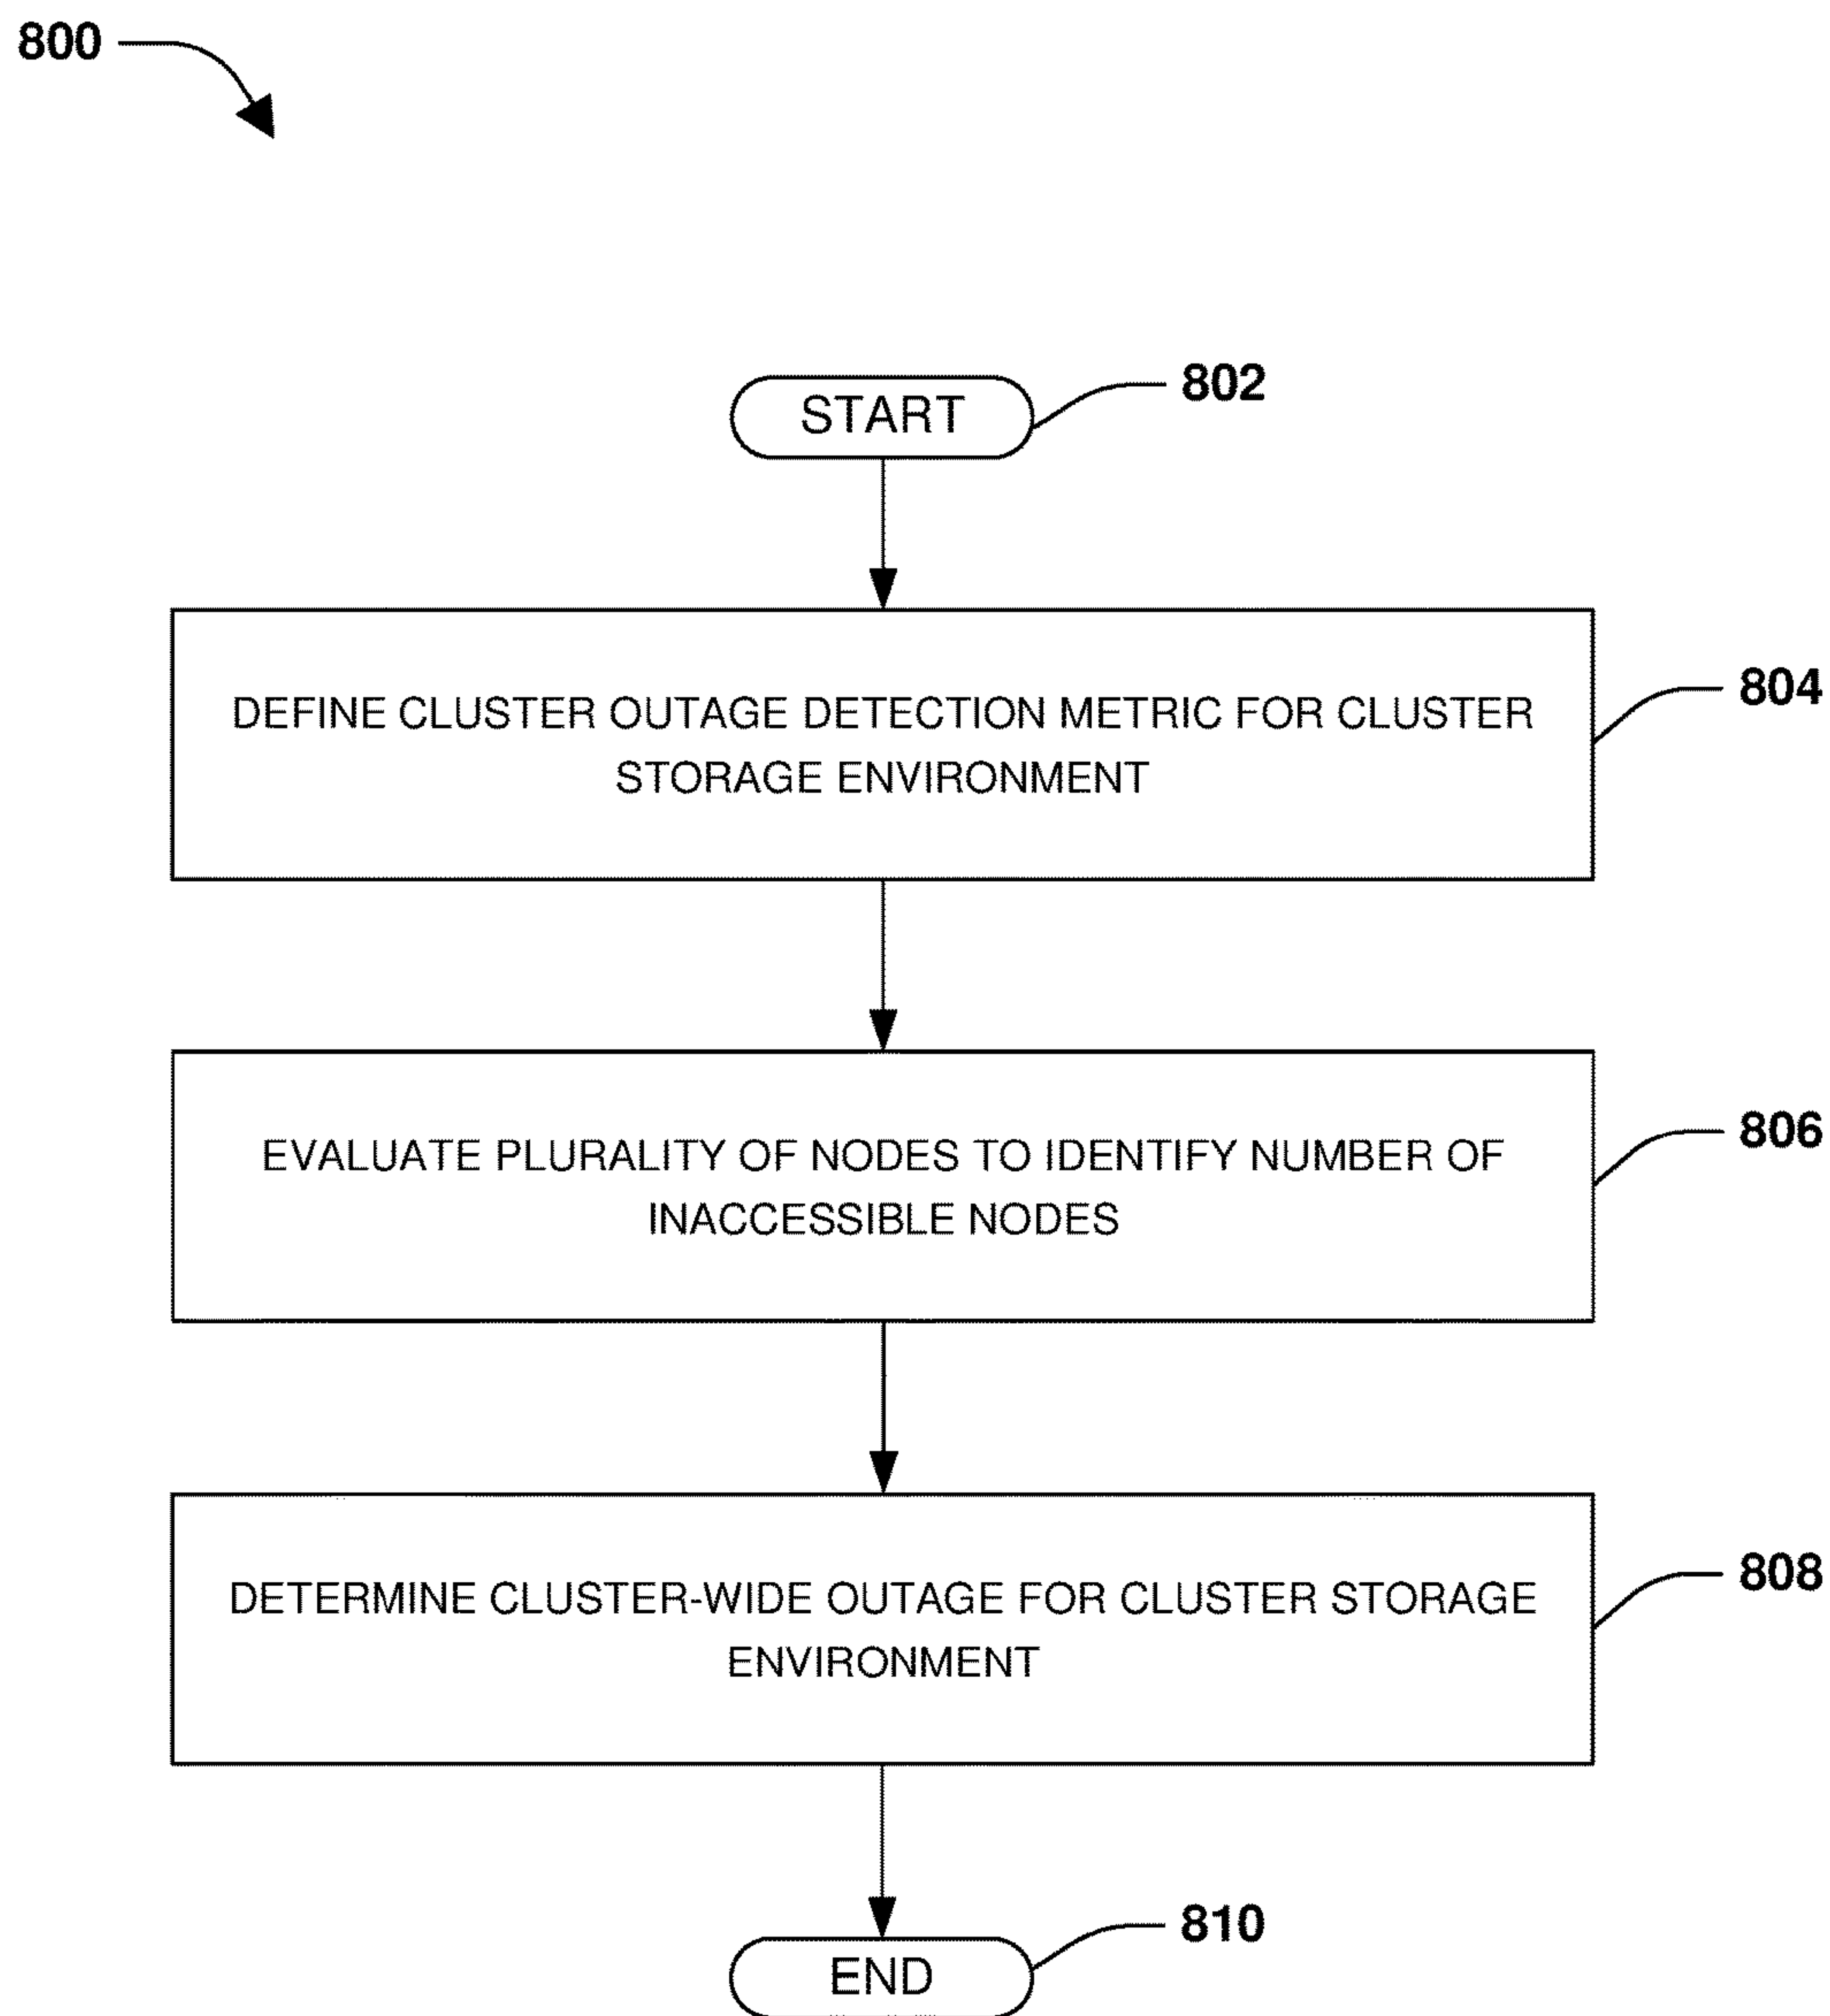 800
START
802
DEFINE CLUSTER OUTAGE DETECTION METRIC FOR CLUSTER
STORAGE ENVIRONMENT
804
EVALUATE PLURALITY OF NODES TO IDENTIFY NUMBER OF
INACCESSIBLE NODES
806
DETERMINE CLUSTER-WIDE OUTAGE FOR CLUSTER STORAGE
ENVIRONMENT
808
END
810